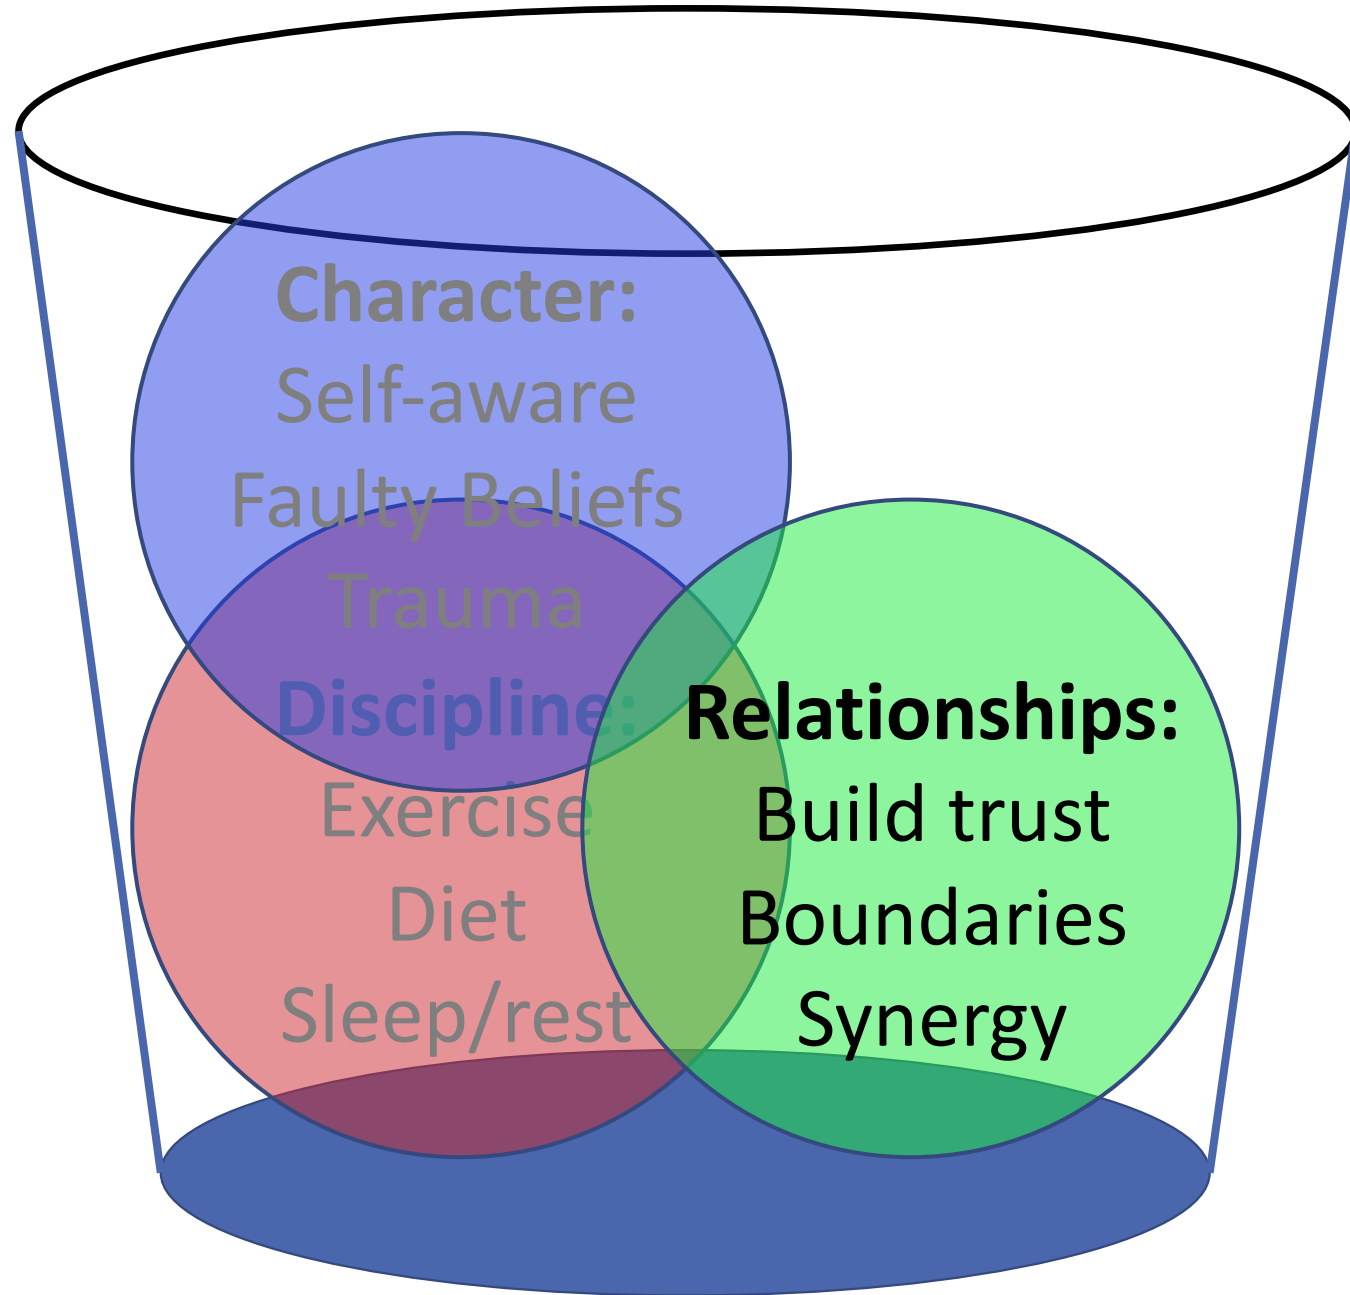 Character:
Self-aware
Faulty Beliefs
Trauma
Discipline:
Exercise
Diet
Sleep/rest
Relationships:
Build trust
Boundaries
Synergy